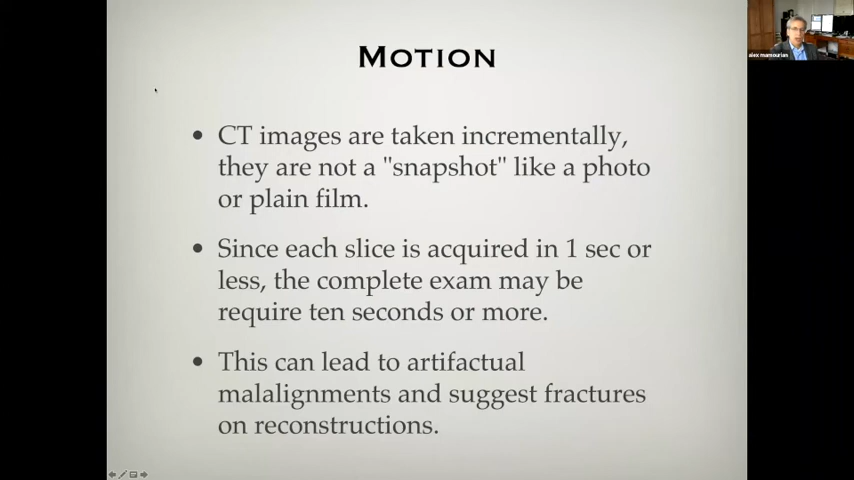 MOTION
• CT images are taken incrementally,
they are not a "snapshot" like a photo
or plain film.
• Since each slice is acquired in 1 sec or
less, the complete exam may be
require ten seconds or more.
• This can lead to artifactual
malalignments and suggest fractures
on reconstructions.
alex mamourian